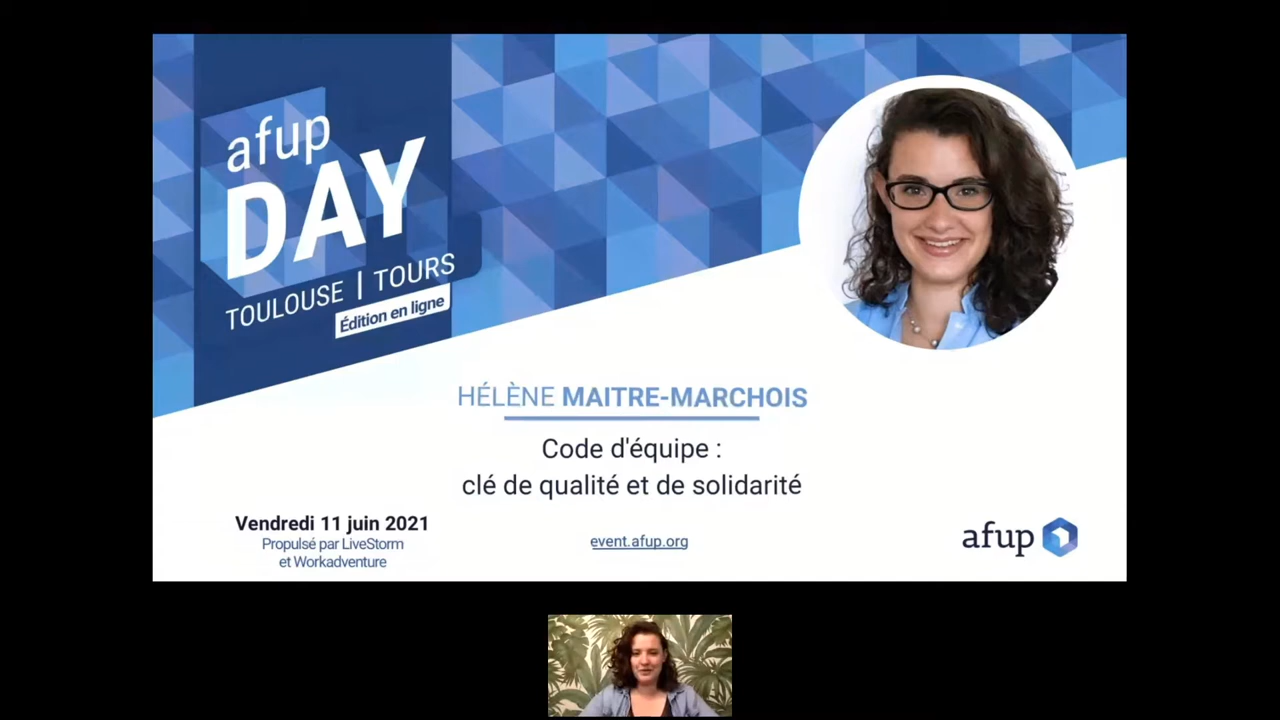 afup
DAY
TOULOUSE | TOURS
Édition en ligne
HÉLÈNE MAITRE-MARCHOIS
Code d'équipe :
clé de qualité et de solidarité
Vendredi 11 juin 2021
Propulsé par LiveStorm
et Workadventure
event.afup.org
afup